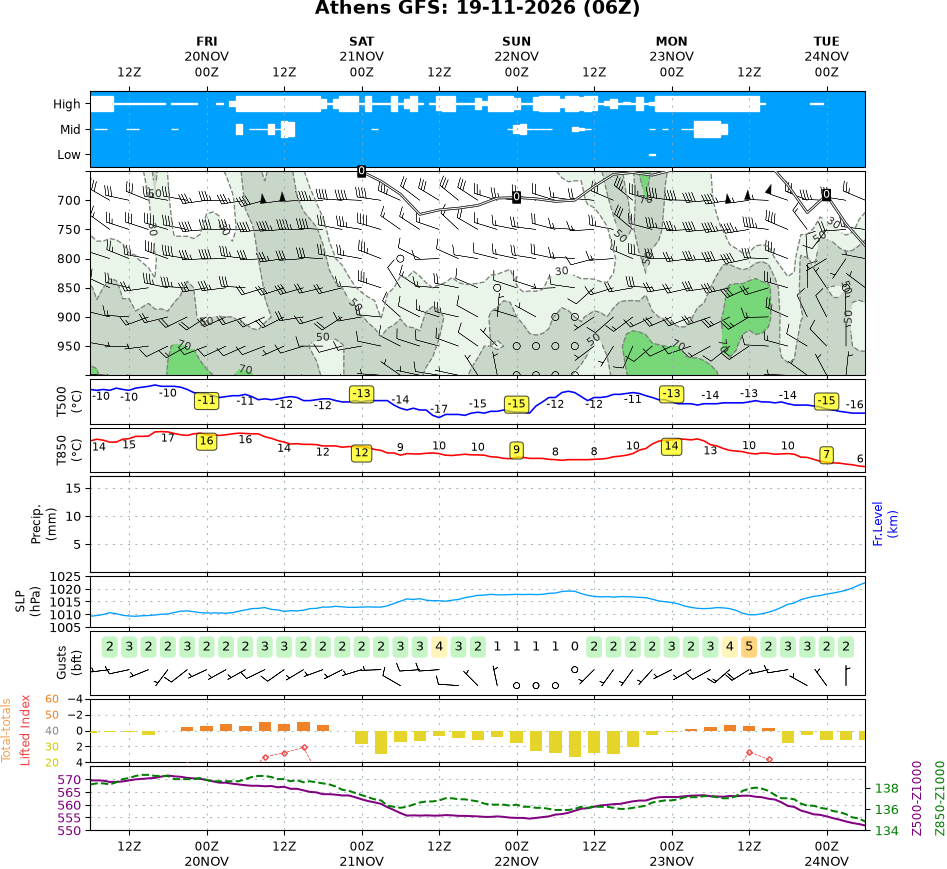 Athens GFS: 19-11-2026 (06Z)
FRI SAT SUN MON TUE
20NOV 21NOV 22NOV 23NOV 24NOV
12Z 00Z 12Z 00Z 12Z 00Z 12Z 00Z 12Z 00Z
High
Mid
Low
0
700 50 0 0
30
750 50 50 50
800 30
850 50 50
900 50 50 50
950 70 50 70 70
70
T500 (°C)
-10 -10 -10 -11 -11 -12 -12 -13 -14 -17 -15 -15 -12 -12 -11 -13 -14 -13 -14 -15 -16
T850 (°C)
14 15 17 16 16 14 12 12 9 10 10 9 8 8 10 14 13 10 10 7 6
Precip. (mm)
15
10
5
Fr.Level (km)
SLP (hPa)
1025
1020
1015
1010
1005
Gusts (bft)
2 3 2 2 3 2 2 3 3 2 2 2 2 2 2 3 3 4 3 2 1 1 1 1 0 2 2 2 2 2 3 3 4 5 2 3 3 2 2
Total-totals
Lifted Index
60 −4
50 −2
40 0
30 2
20 4
570
565
560
555
550
138
136
134
Z500-Z1000
Z850-Z1000
12Z 00Z 12Z 00Z 12Z 00Z 12Z 00Z 12Z 00Z
20NOV 21NOV 22NOV 23NOV 24NOV